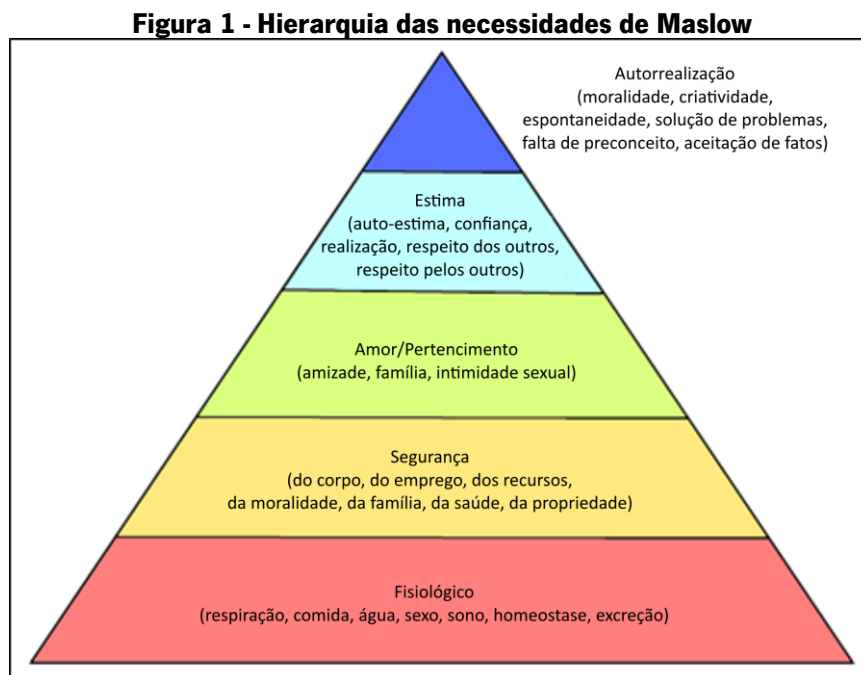 Figura 1 - Hierarquia das necessidades de Maslow
Autorrealização
(moralidade, criatividade,
espontaneidade, solução de problemas,
falta de preconceito, aceitação de fatos)
Estima
(auto-estima, confiança,
realização, respeito dos outros,
respeito pelos outros)
Amor/Pertencimento
(amizade, família, intimidade sexual)
Segurança
(do corpo, do emprego, dos recursos,
da moralidade, da família, da saúde, da propriedade)
Fisiológico
(respiração, comida, água, sexo, sono, homeostase, excreção)